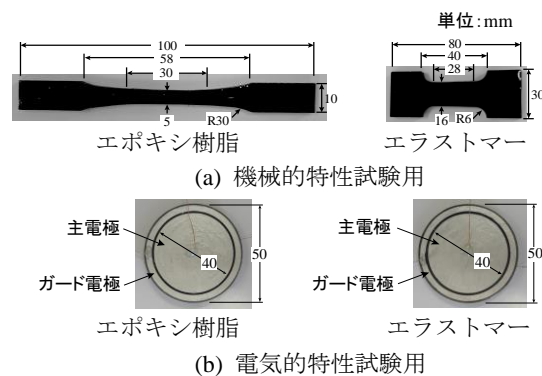 単位:mm
100
58
30
5
R30
10
エポキシ樹脂
80
40
28
16
R6
30
エラストマー
(a) 機械的特性試験用
主電極
ガード電極
40
50
エポキシ樹脂
主電極
ガード電極
40
50
エラストマー
(b) 電気的特性試験用